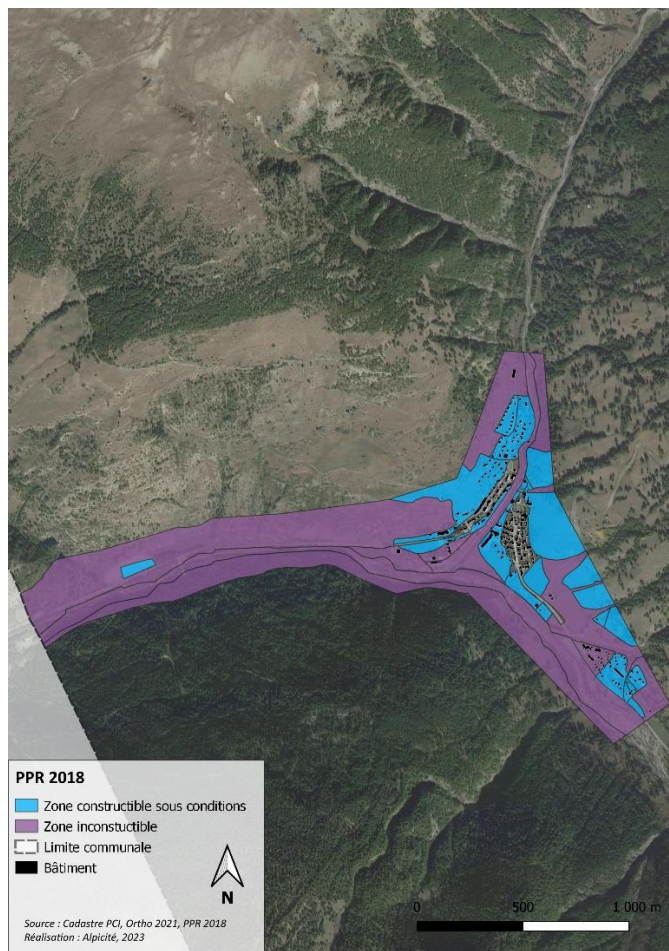 PPR 2018
Zone constructible sous conditions
Zone inconstuctible
Limite communale
Bâtiment
N
Source : Cadastre PCI, Ortho 2021, PPR 2018
Réalisation : Alpicité, 2023
0 500 1 000 m